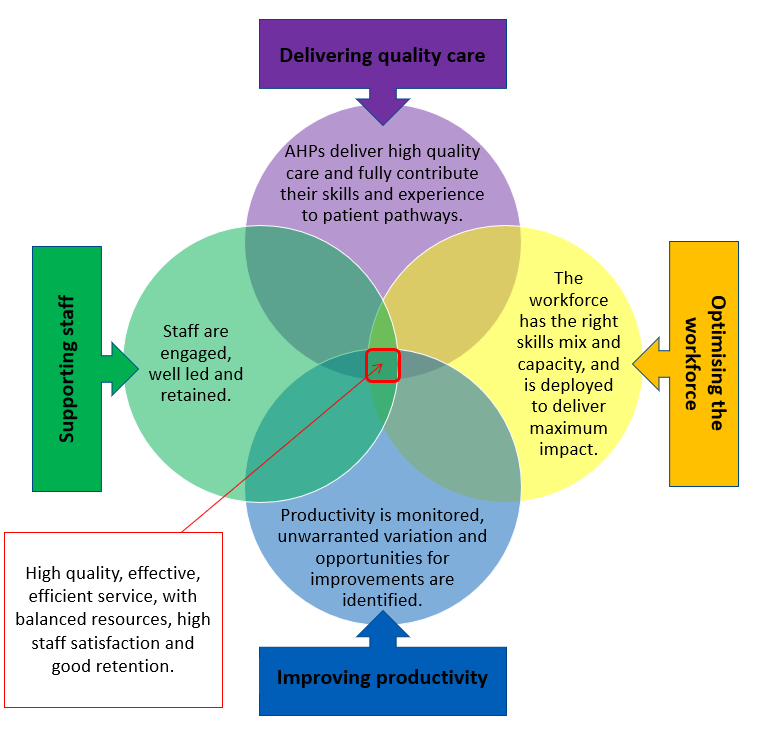 Delivering quality care
AHPs deliver high quality
care and fully contribute
their skills and experience
to patient pathways.
Supporting staff
Staff are
engaged,
well led and
retained.
The
workforce
has the right
skills mix and
capacity, and
is deployed
to deliver
maximum
impact.
Optimising the
workforce
Productivity is monitored,
unwarranted variation and
opportunities for
improvements are
identified.
High quality, effective,
efficient service, with
balanced resources, high
staff satisfaction and
good retention.
Improving productivity